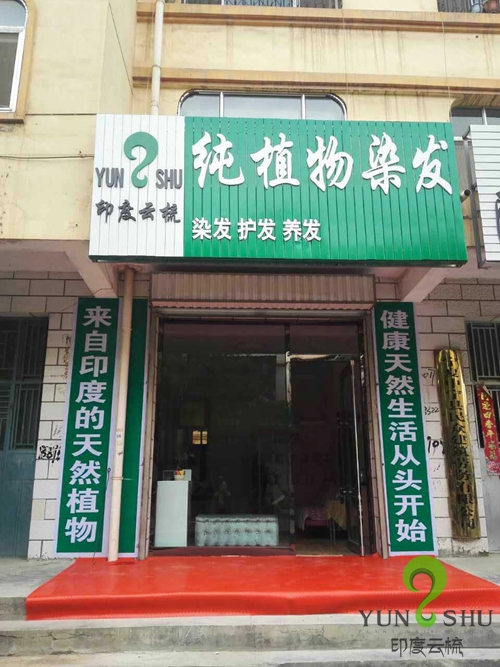 YUN SHU
印度云梳
纯植物染发
染发 护发 养发
来自印度的天然植物
健康天然生活从头开始
YUN SHU
印度云梳